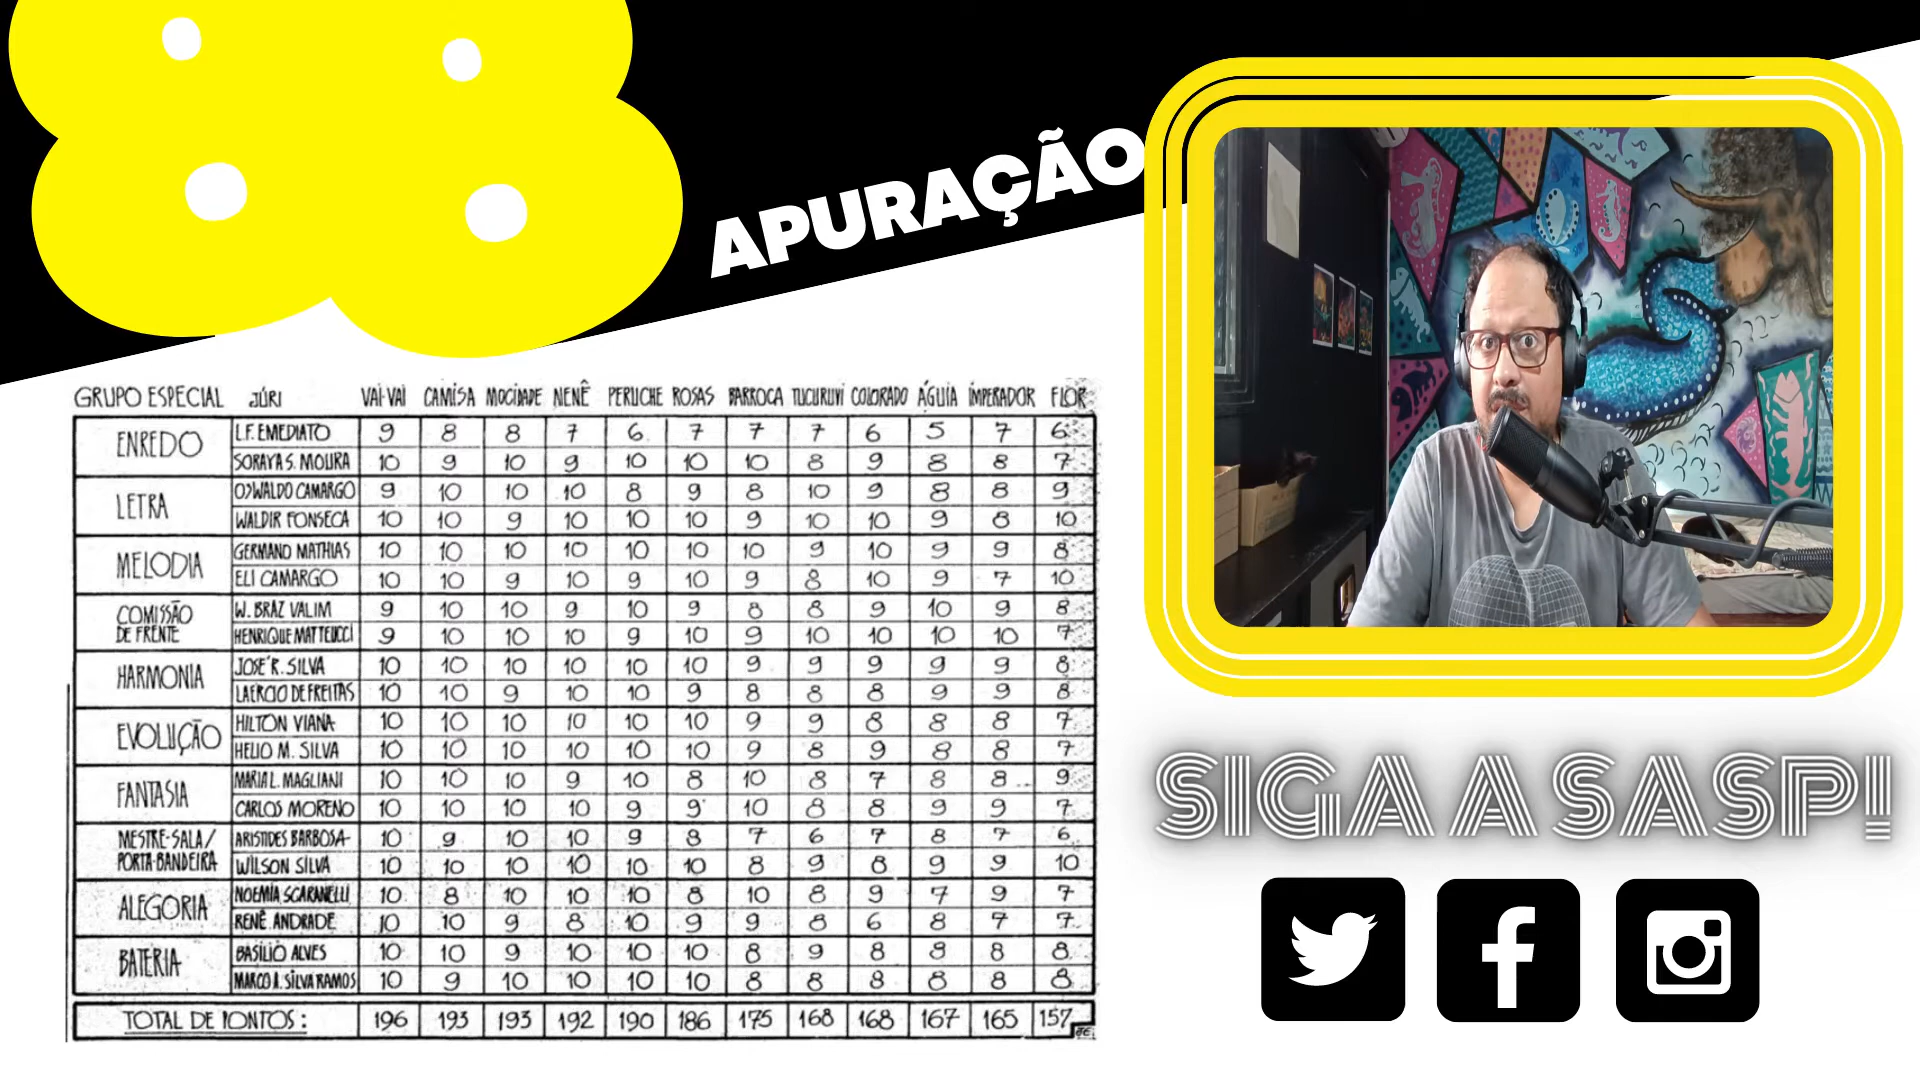 APURAÇÃO
GRUPO ESPECIAL JÚRI VAI-VAI CAMISA MOCIDADE NENÊ PERUCHE ROSAS BARROCA TUCURUVI COLORADO ÁGUIA IMPERADOR FLOR
ENREDO L.F. EMEDIATO 9 8 8 7 6 7 7 7 6 5 7 6
SORAYA S. MOURA 10 9 10 9 10 10 10 8 9 8 8 7
LETRA OSWALDO CAMARGO 9 10 10 10 8 9 8 10 9 8 8 9
WALDIR FONSECA 10 10 9 10 10 10 9 10 10 9 8 10
MELODIA GERMANO MATHIAS 10 10 10 10 10 10 10 9 10 9 9 8
ELI CAMARGO 10 10 9 10 9 10 9 8 10 9 7 10
COMISSÃO DE FRENTE W. BRAZ VALIM 9 10 10 9 10 9 8 8 9 10 9 8
HENRIQUE MATTEUCCI 9 10 10 10 9 10 9 10 10 10 10 7
HARMONIA JOSÉ R. SILVA 10 10 10 10 10 10 9 9 9 9 9 8
LAÉRCIO DE FREITAS 10 10 9 10 10 9 8 8 8 9 9 8
EVOLUÇÃO HILTON VIANA 10 10 10 10 10 10 9 9 8 8 8 7
HELIO M. SILVA 10 10 10 10 10 10 9 8 9 8 8 7
FANTASIA MARIA L. MAGLIANI 10 10 10 9 10 8 10 8 7 8 8 9
CARLOS MORENO 10 10 10 10 9 9 10 8 8 9 9 7
MESTRE-SALA/ PORTA-BANDEIRA ARISTIDES BARBOSA 10 9 10 10 9 8 7 6 7 8 7 6
WILSON SILVA 10 10 10 10 10 10 8 9 8 9 9 10
ALEGORIA NOEMIA SCARANELLI 10 8 10 10 10 8 10 8 9 7 9 7
RENÊ ANDRADE 10 10 9 8 10 9 9 8 6 8 7 7
BATERIA BASÍLIO ALVES 10 10 9 10 10 10 8 9 8 8 8 8
MARCO A. SILVA RAMOS 10 9 10 10 10 10 8 8 8 8 8 8
TOTAL DE PONTOS: 196 193 193 192 190 186 175 168 168 167 165 157
SIGA A SASP!